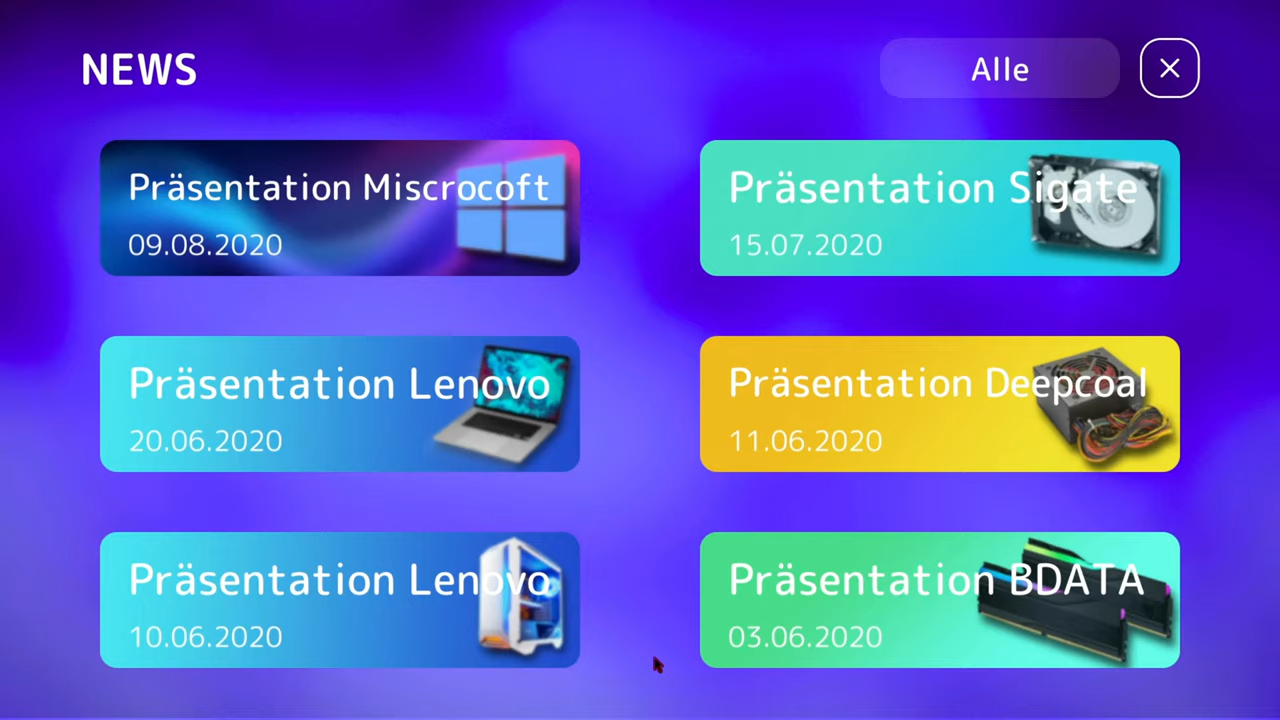 NEWS
Alle
Präsentation Miscrocoft
09.08.2020
Präsentation Sigate
15.07.2020
Präsentation Lenovo
20.06.2020
Präsentation Deepcoal
11.06.2020
Präsentation Lenovo
10.06.2020
Präsentation BDATA
03.06.2020